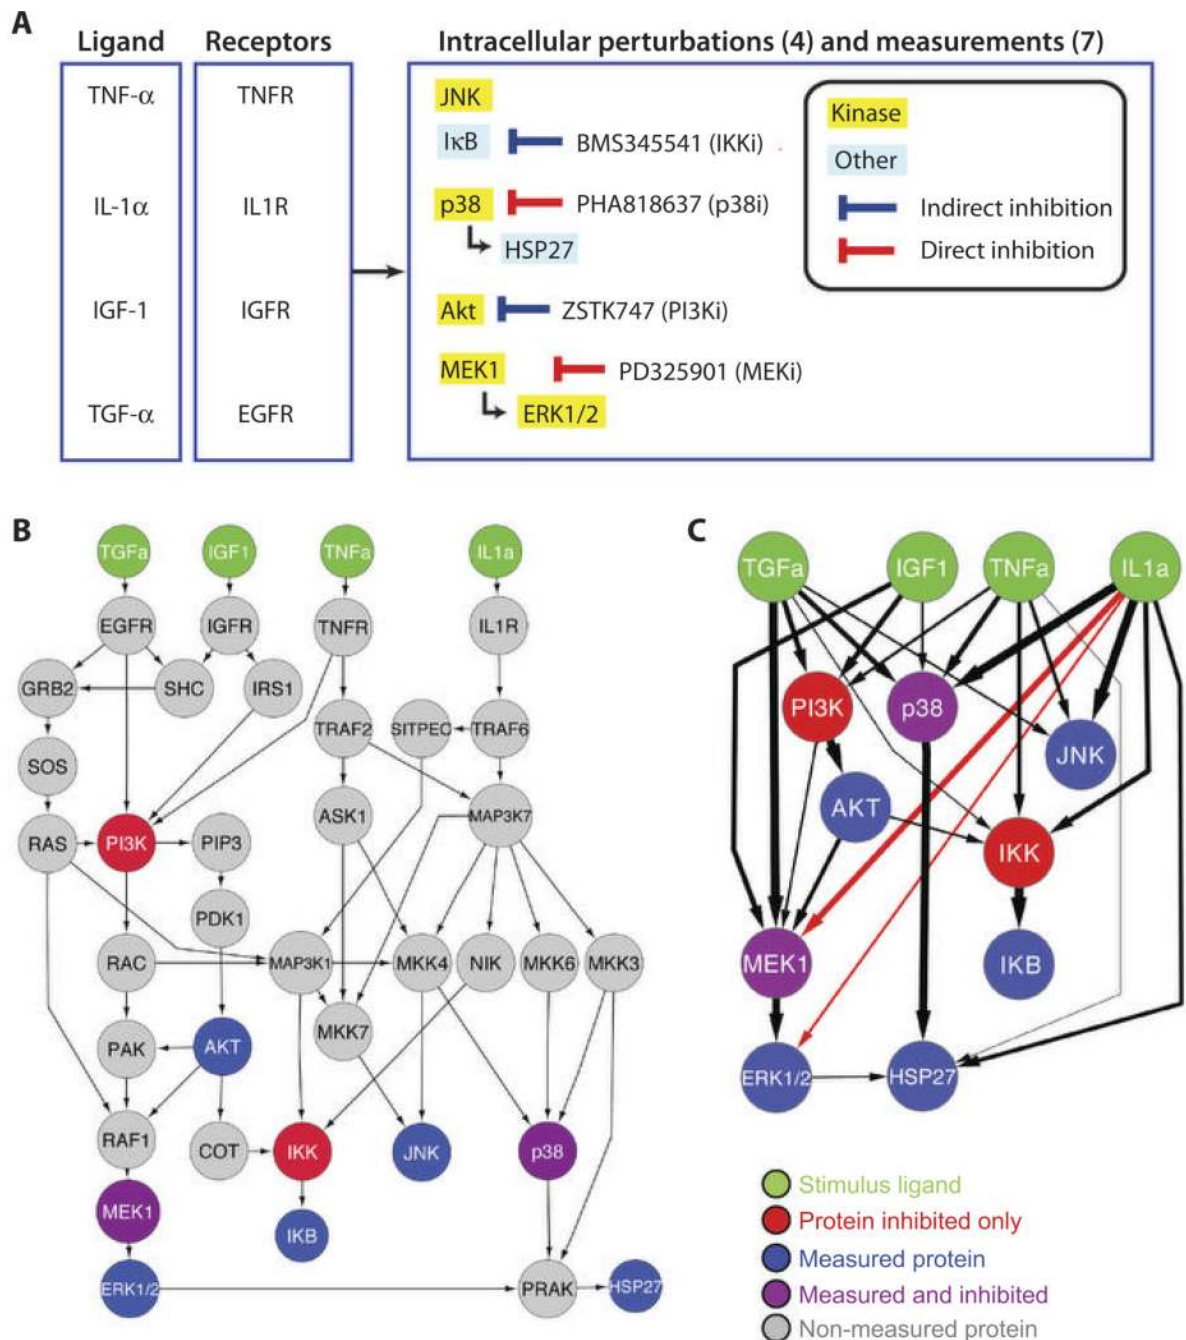 A
Ligand Receptors Intracellular perturbations (4) and measurements (7)
TNF-α TNFR
IL-1α IL1R
IGF-1 IGFR
TGF-α EGFR
JNK
IκB BMS345541 (IKKi)
p38 PHA818637 (p38i)
HSP27
Akt ZSTK747 (PI3Ki)
MEK1 PD325901 (MEKi)
ERK1/2
Kinase
Other
Indirect inhibition
Direct inhibition
B
TGFa IGF1 TNFa IL1a
EGFR IGFR TNFR IL1R
GRB2 SHC IRS1
TRAF2 SITPEC TRAF6
SOS
ASK1 MAP3K7
RAS PI3K PIP3
PDK1
RAC MAP3K1 MKK4 NIK MKK6 MKK3
MKK7
PAK AKT
RAF1 COT IKK JNK p38
MEK1
IKB
ERK1/2 PRAK HSP27
C
TGFa IGF1 TNFa IL1a
PI3K p38
JNK
AKT
IKK
MEK1 IKB
ERK1/2 HSP27
Stimulus ligand
Protein inhibited only
Measured protein
Measured and inhibited
Non-measured protein